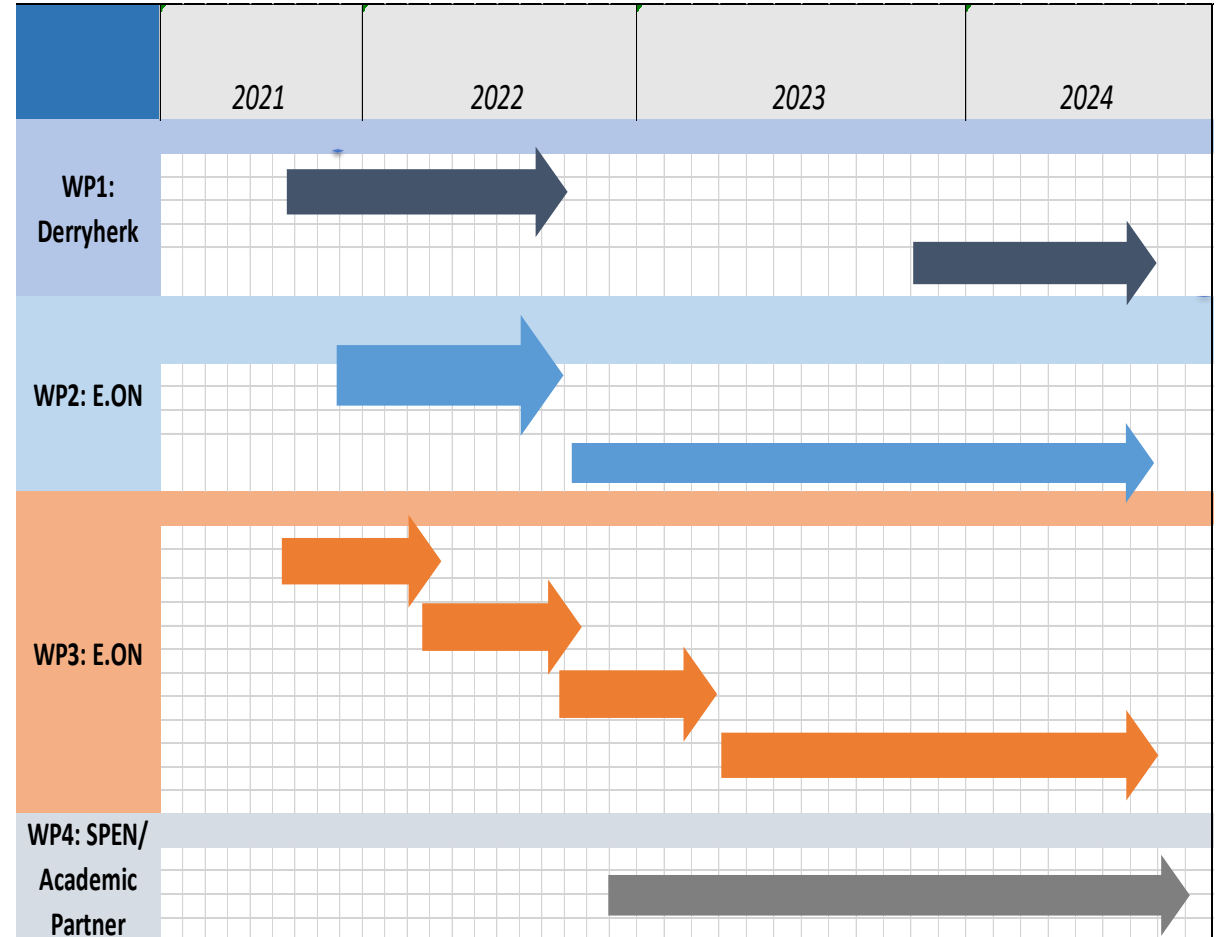 2021 2022 2023 2024
WP1:
Derryherk
WP2: E.ON
WP3: E.ON
WP4: SPEN/
Academic
Partner